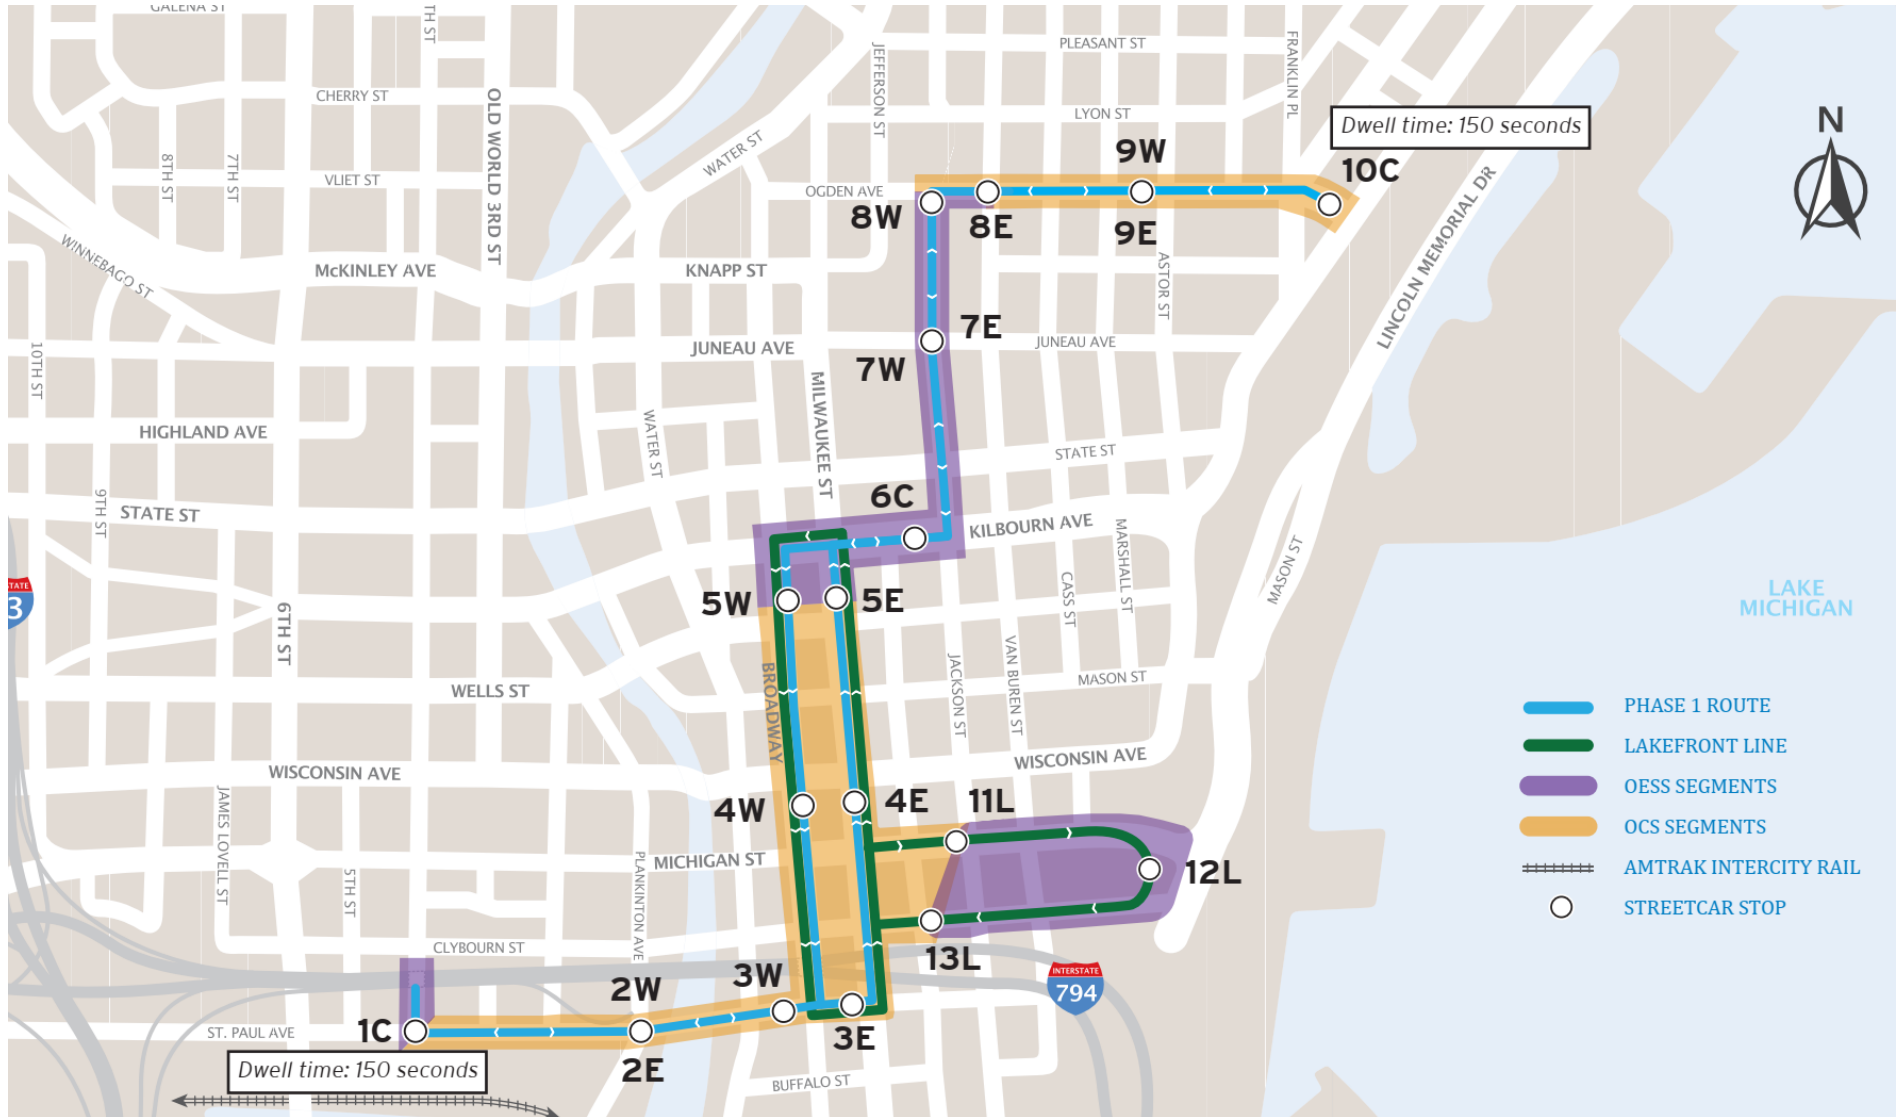 GALENA ST
TH ST
JEFFERSON ST
PLEASANT ST
FRANKLIN PL
CHERRY ST
OLD WORLD 3RD ST
WATER ST
LYON ST
Dwell time: 150 seconds
N
8TH ST
7TH ST
VLIET ST
OGDEN AVE
9W
10C
8W
8E
9E
WINNEBAGO ST
McKINLEY AVE
KNAPP ST
ASTOR ST
LINCOLN MEMORIAL DR
10TH ST
JUNEAU AVE
7E
7W
JUNEAU AVE
MILWAUKEE ST
HIGHLAND AVE
WATER ST
STATE ST
9TH ST
STATE ST
6C
KILBOURN AVE
MARSHALL ST
MASON ST
STATE
3
6TH ST
5W
5E
CASS ST
LAKE
MICHIGAN
BROADWAY
JACKSON ST
VAN BUREN ST
MASON ST
WELLS ST
PHASE 1 ROUTE
LAKEFRONT LINE
WISCONSIN AVE
WISCONSIN AVE
OESS SEGMENTS
OCS SEGMENTS
JAMES LOVELL ST
4W
4E
11L
5TH ST
PLANKINTON AVE
MICHIGAN ST
12L
AMTRAK INTERCITY RAIL
STREETCAR STOP
CLYBOURN ST
13L
2W
3W
INTERSTATE
794
ST. PAUL AVE
1C
3E
2E
Dwell time: 150 seconds
BUFFALO ST